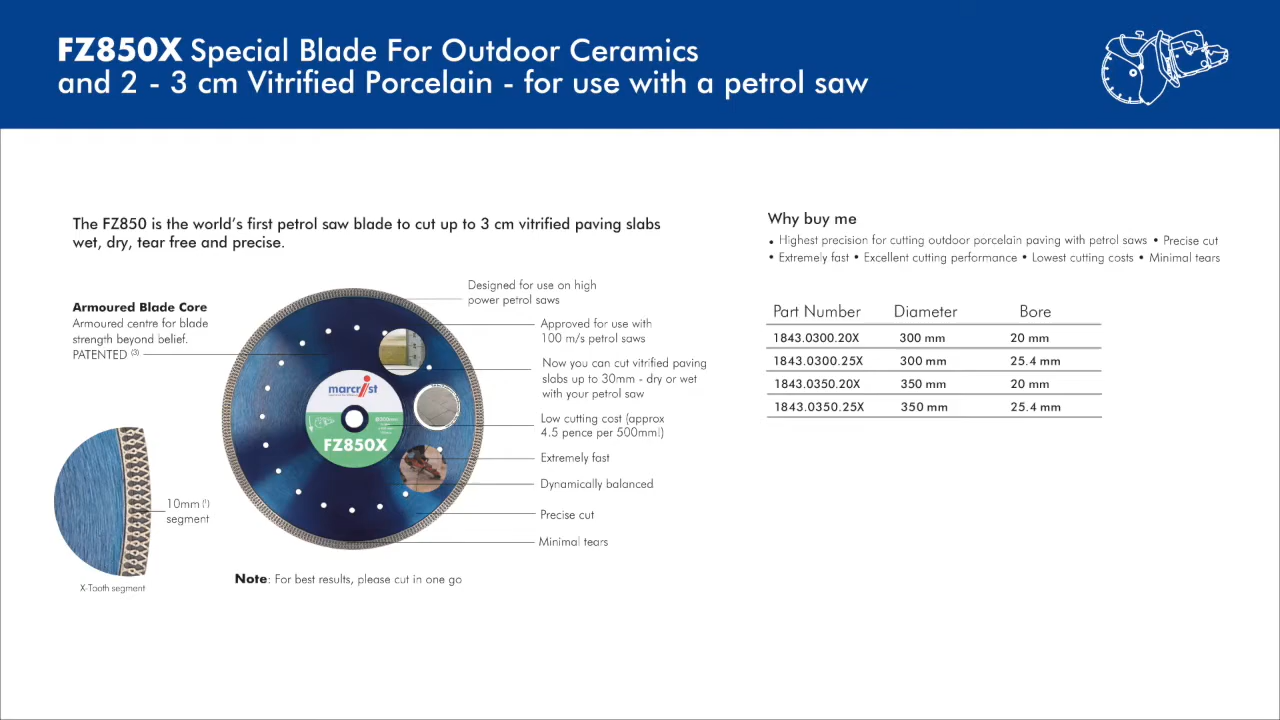 FZ850X Special Blade For Outdoor Ceramics
and 2 - 3 cm Vitrified Porcelain - for use with a petrol saw
The FZ850 is the world's first petrol saw blade to cut up to 3 cm vitrified paving slabs
wet, dry, tear free and precise.
Armoured Blade Core
Armoured centre for blade
strength beyond belief.
PATENTED (3)
Designed for use on high
power petrol saws
Approved for use with
100 m/s petrol saws
Now you can cut vitrified paving
slabs up to 30mm - dry or wet
with your petrol saw
Low cutting cost (approx
4.5 pence per 500mml)
Extremely fast
Dynamically balanced
Precise cut
Minimal tears
marcrist
FZ850X
10mm (1)
segment
X-Tooth segment
Note: For best results, please cut in one go
Why buy me
• Highest precision for cutting outdoor porcelain paving with petrol saws • Precise cut
• Extremely fast • Excellent cutting performance • Lowest cutting costs • Minimal tears
Part Number Diameter Bore
1843.0300.20X 300 mm 20 mm
1843.0300.25X 300 mm 25.4 mm
1843.0350.20X 350 mm 20 mm
1843.0350.25X 350 mm 25.4 mm